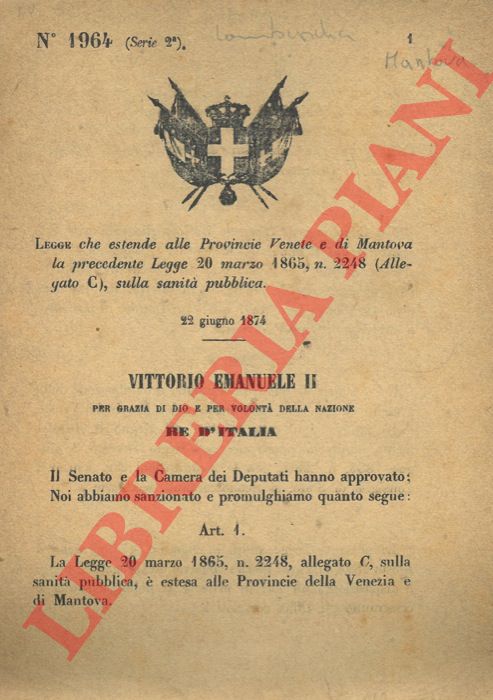 N° 1964 (Serie 2ª).
1
Mantova
LEGGE che estende alle Provincie Venete e di Mantova
la precedente Legge 20 marzo 1865, n. 2248 (Alle-
gato C), sulla sanità pubblica.
22 giugno 1874
VITTORIO EMANUELE II
PER GRAZIA DI DIO E PER VOLONTÀ DELLA NAZIONE
RE D'ITALIA
Il Senato e la Camera dei Deputati hanno approvato;
Noi abbiamo sanzionato e promulghiamo quanto segue:
Art. 1.
La Legge 20 marzo 1865, n. 2248, allegato C, sulla
sanità pubblica, è estesa alle Provincie della Venezia e
di Mantova.
LIBRERIA PIANI